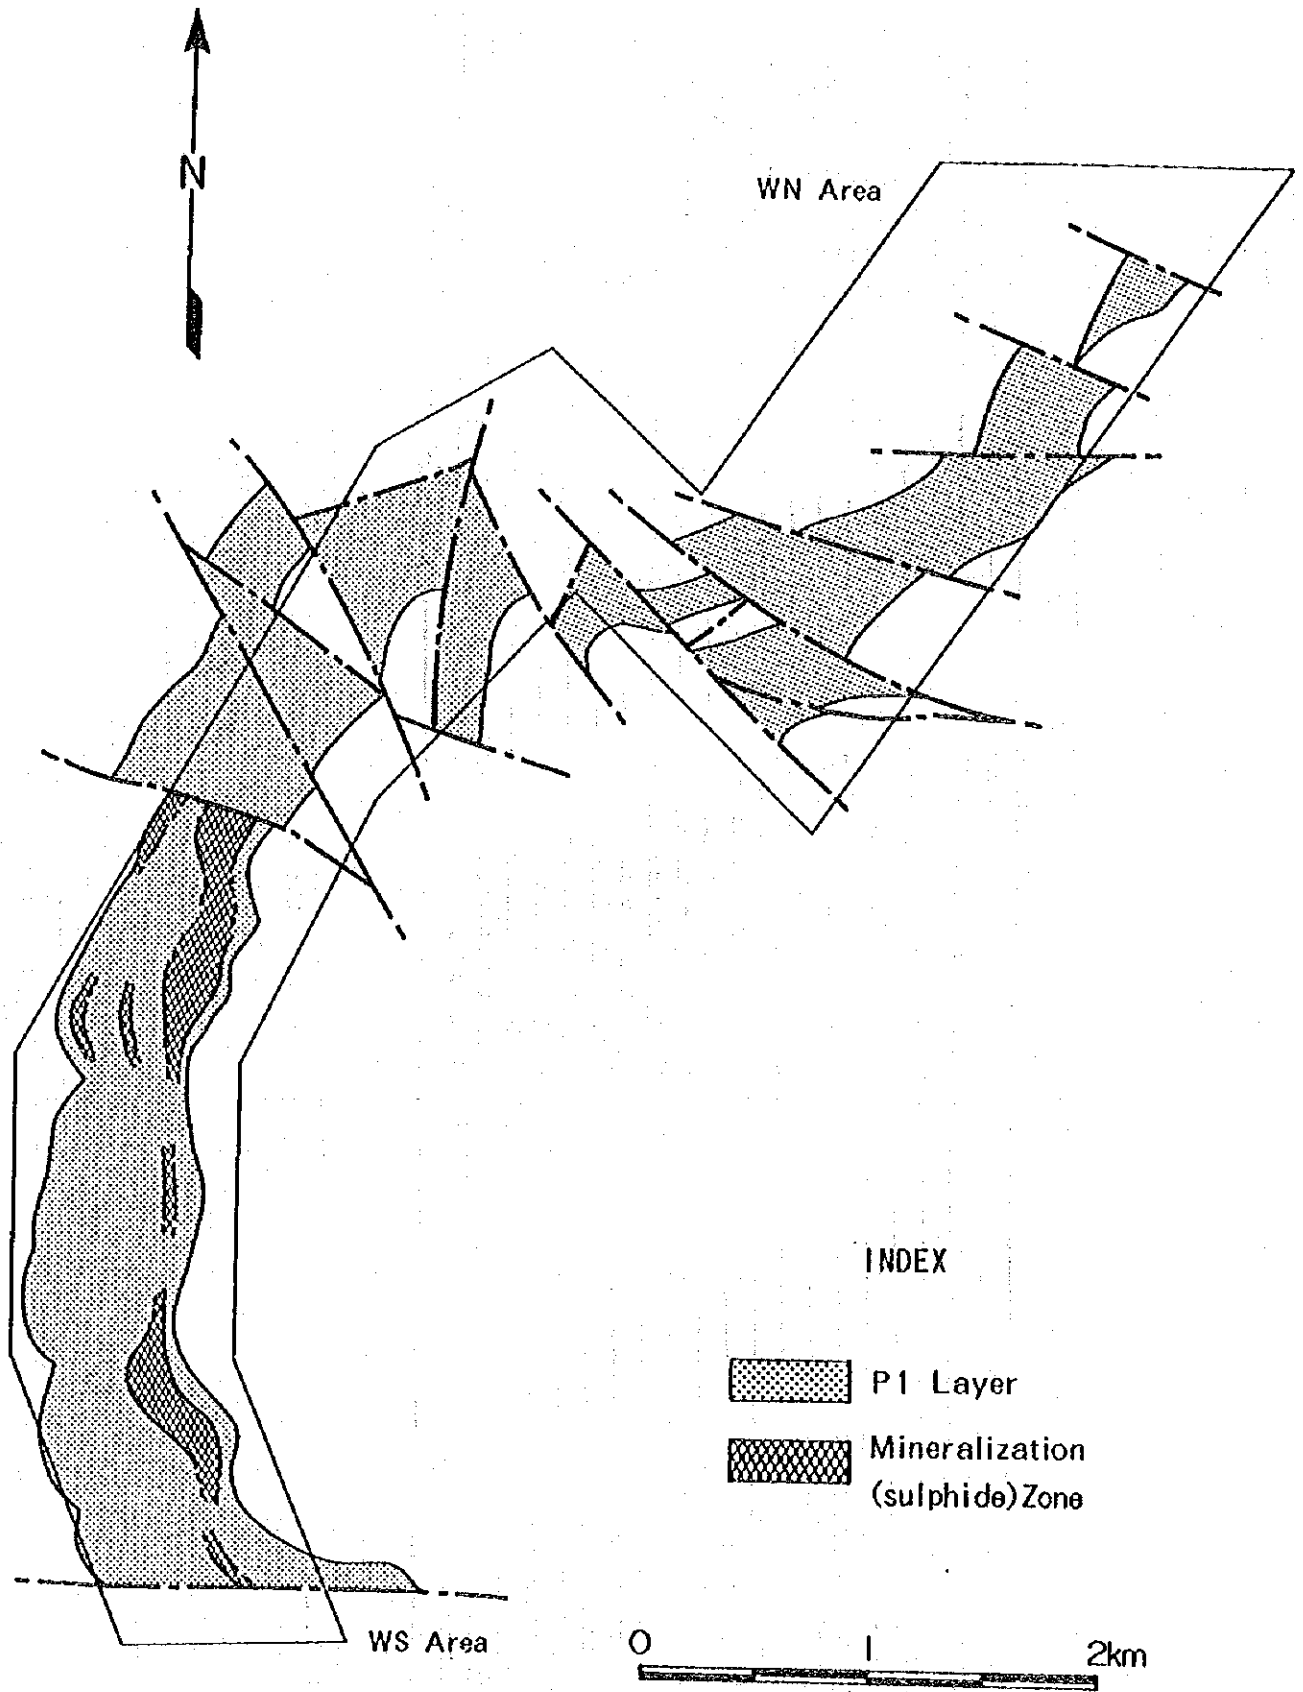 N
WN Area
INDEX
P1 Layer
Mineralization
(sulphide)Zone
WS Area
0 1 2km